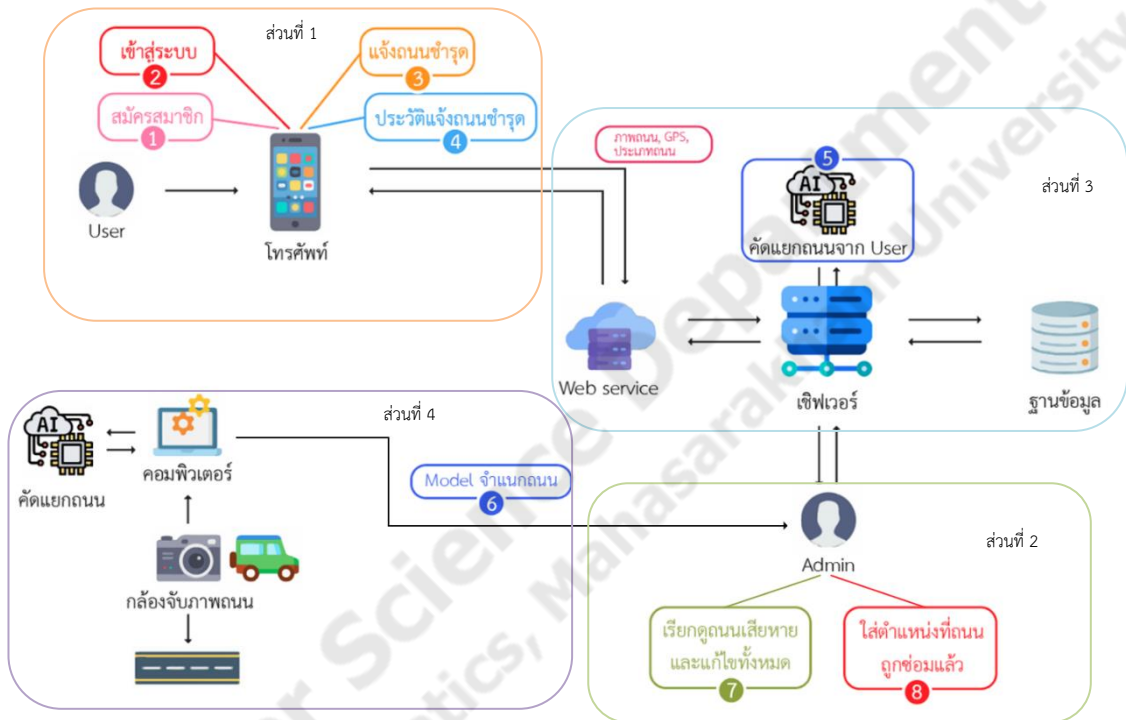 ส่วนที่ 1
เข้าสู่ระบบ
2
แจ้งถนนชำรุด
3
สมัครสมาชิก
1
ประวัติแจ้งถนนชำรุด
4
User
โทรศัพท์
ภาพถนน, GPS,
ประเภทถนน
5
AI
คัดแยกถนนจาก User
ส่วนที่ 3
Web service
เซิฟเวอร์
ฐานข้อมูล
ส่วนที่ 4
AI
คัดแยกถนน
คอมพิวเตอร์
Model จำแนกถนน
6
กล้องจับภาพถนน
ส่วนที่ 2
Admin
เรียกดูถนนเสียหาย
และแก้ไขทั้งหมด
7
ใส่ตำแหน่งที่ถนน
ถูกซ่อมแล้ว
8
Science Department
Mahasarakham University